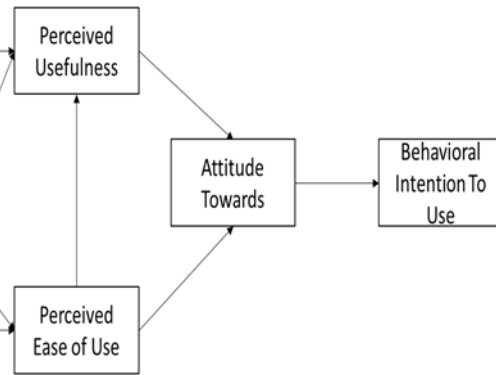 Perceived
Usefulness
Attitude
Towards
Behavioral
Intention To
Use
Perceived
Ease of Use